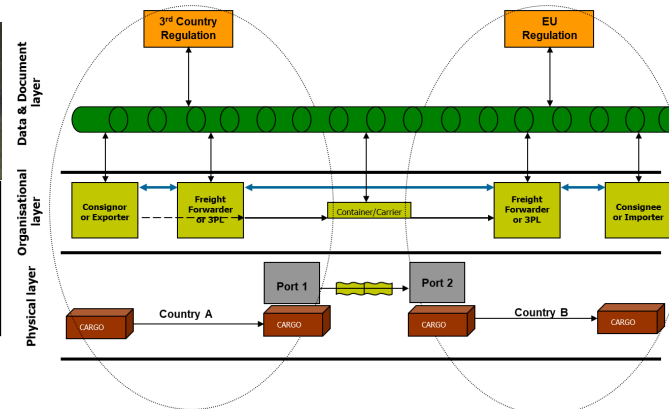 3rd Country
Regulation
EU
Regulation
Data & Document
layer
Organisational
layer
Consignor
or Exporter
Freight
Forwarder
or 3PL
Container/Carrier
Freight
Forwarder
or 3PL
Consignee
or Importer
Physical layer
Port 1
Port 2
CARGO
Country A
CARGO
CARGO
Country B
CARGO